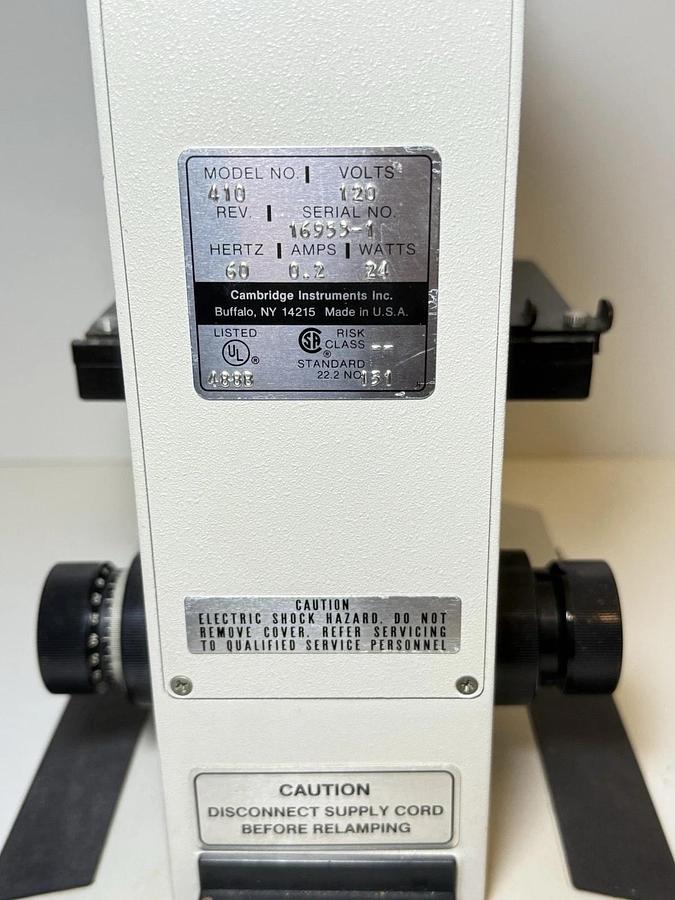 MODEL NO. VOLTS
410 120
REV. SERIAL NO.
16953-1
HERTZ AMPS WATTS
60 0.2 24
Cambridge Instruments Inc.
Buffalo, NY 14215 Made in U.S.A.
LISTED RISK
UL ® SA ® CLASS --
STANDARD
488B 22.2 NO. 151
CAUTION
ELECTRIC SHOCK HAZARD. DO NOT
REMOVE COVER. REFER SERVICING
TO QUALIFIED SERVICE PERSONNEL
CAUTION
DISCONNECT SUPPLY CORD
BEFORE RELAMPING